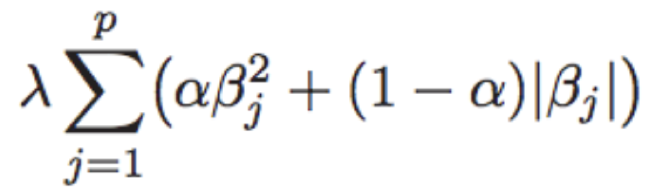 λ∑_{j=1}^{p}(αβ_j^2 + (1 − α)|β_j|)